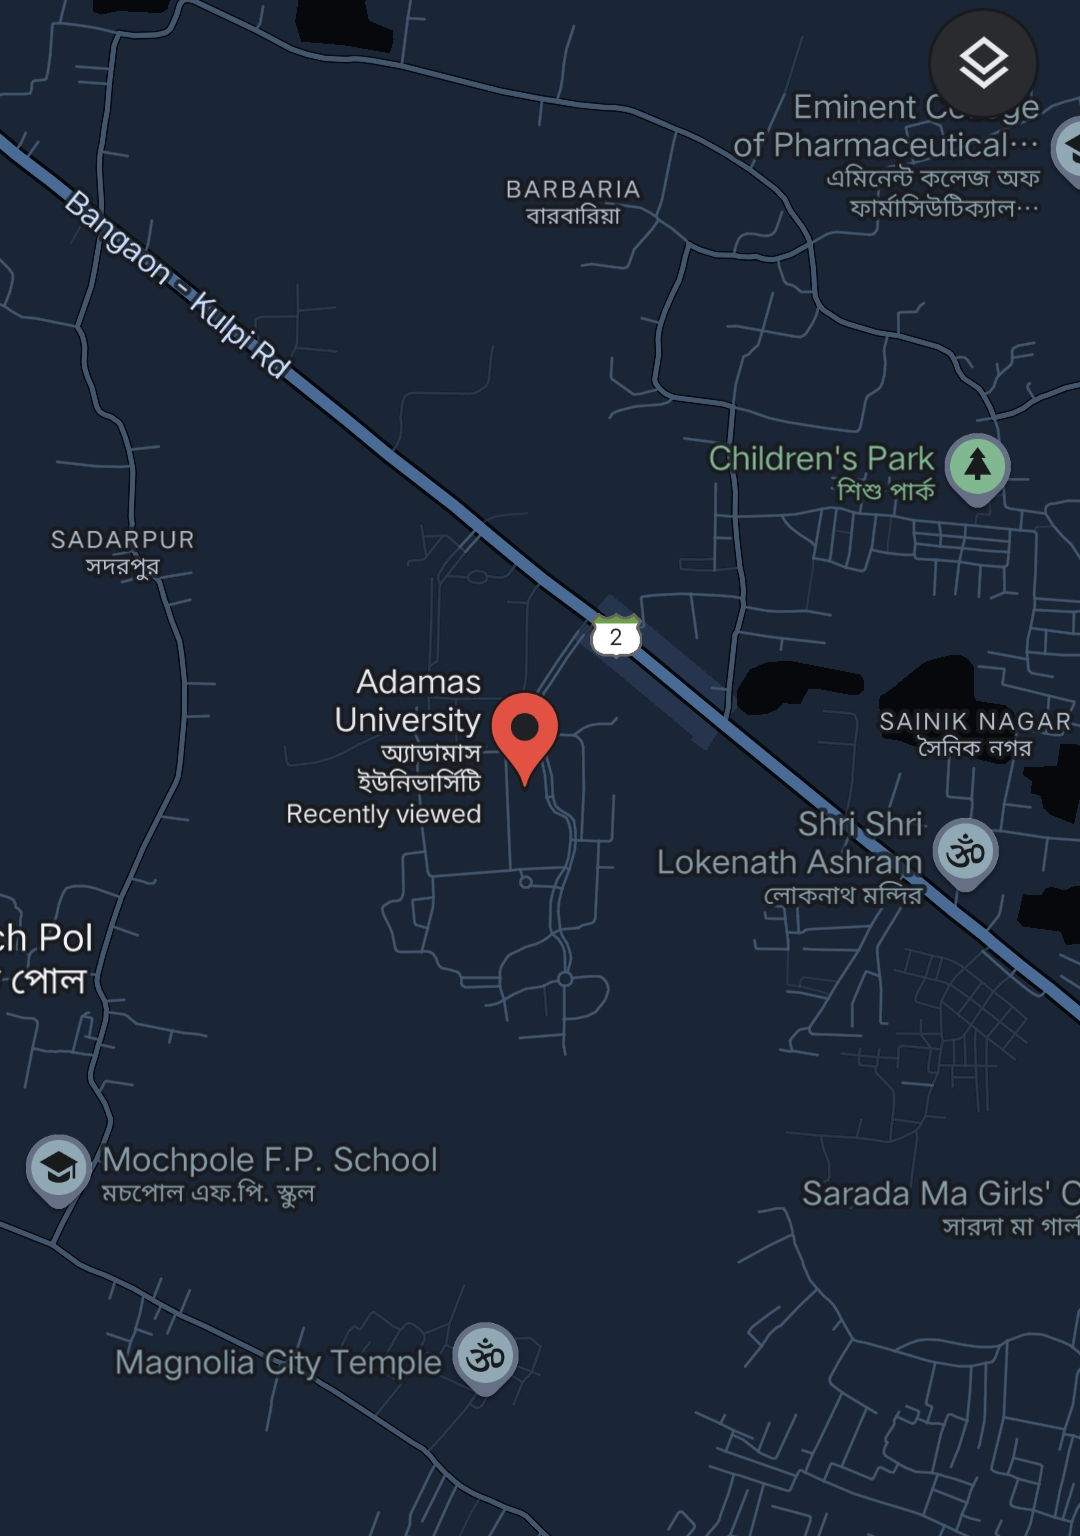 Eminent Co
ge
of Pharmaceutical...
এমিনেন্ট কলেজ অফ
ফার্মাসিউটিক্যাল...
BARBARIA
বারবারিয়া
Bangaon - Kulpi Rd
Children's Park
শিশু পার্ক
SADARPUR
সদরপুর
2
Adamas
University
অ্যাডামাস
ইউনিভার্সিটি
Recently viewed
SAINIK NAGAR
সৈনিক নগর
Shri Shri
Lokenath Ashram
লোকনাথ মন্দির
ch Pol
পোল
Mochpole F.P. School
মচপোল এফ.পি. স্কুল
Sarada Ma Girls' C
সারদা মা গার্ল
Magnolia City Temple